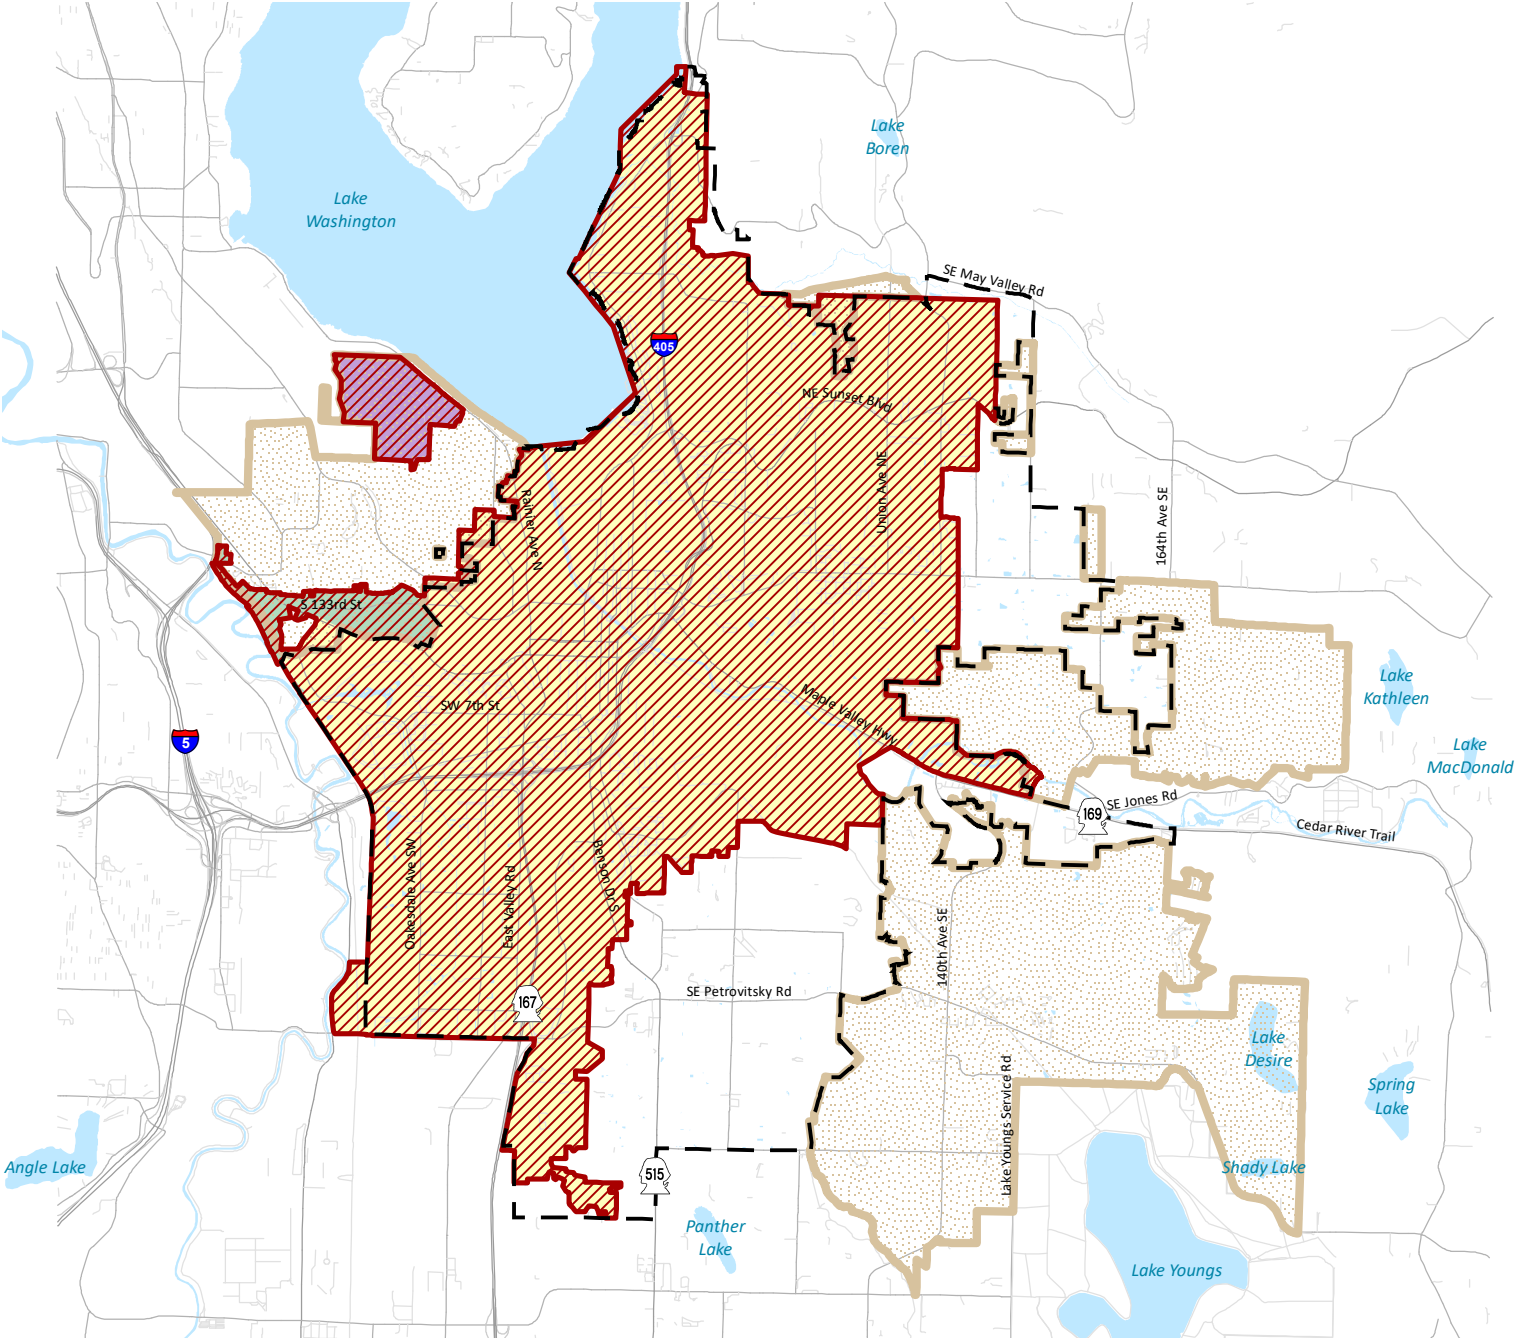 Lake
Boren
Lake
Washington
SE May Valley Rd
405
NE Sunset Blvd
Union Ave NE
Rainier Ave N
164th Ave SE
S 133rd St
Lake
Kathleen
SW 7th St
Maple Valley Hwy
5
Lake
MacDonald
SE Jones Rd
169
Cedar River Trail
Oakesdale Ave SW
East Valley Rd
Benson Dr S
140th Ave SE
SE Petrovitsky Rd
167
Lake
Desire
Lake Youngs Service Rd
Spring
Lake
Angle Lake
515
Shady Lake
Panther
Lake
Lake Youngs